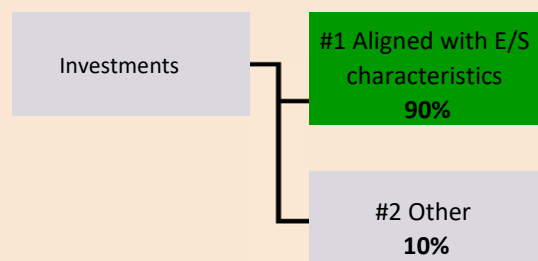 Investments
#1 Aligned with E/S
characteristics
90%
#2 Other
10%